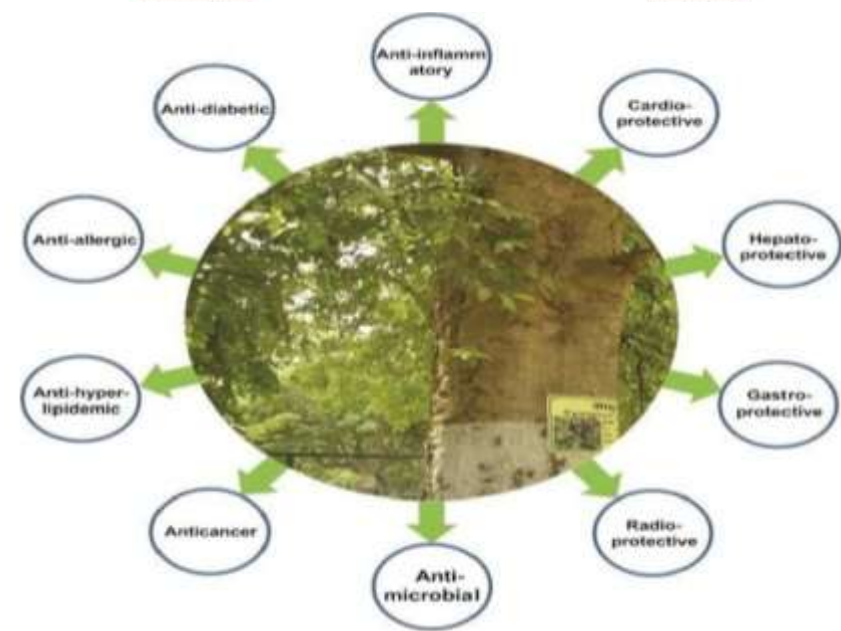 Anti-inflamm
atory
Cardio-
protective
Hepato-
protective
Gastro-
protective
Radio-
protective
Anti-
microbial
Anticancer
Anti-hyper-
lipidemic
Anti-allergic
Anti-diabetic